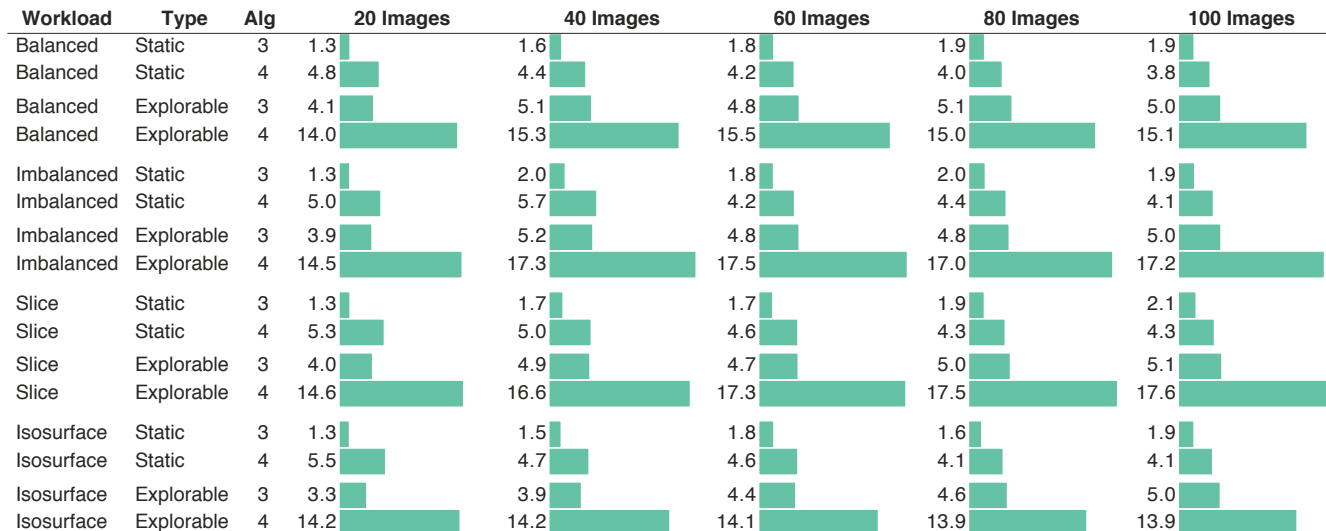 Workload Type Alg 20 Images 40 Images 60 Images 80 Images 100 Images
Balanced Static 3 1.3 1.6 1.8 1.9 1.9
Balanced Static 4 4.8 4.4 4.2 4.0 3.8
Balanced Explorable 3 4.1 5.1 4.8 5.1 5.0
Balanced Explorable 4 14.0 15.3 15.5 15.0 15.1
Imbalanced Static 3 1.3 2.0 1.8 2.0 1.9
Imbalanced Static 4 5.0 5.7 4.2 4.4 4.1
Imbalanced Explorable 3 3.9 5.2 4.8 4.8 5.0
Imbalanced Explorable 4 14.5 17.3 17.5 17.0 17.2
Slice Static 3 1.3 1.7 1.7 1.9 2.1
Slice Static 4 5.3 5.0 4.6 4.3 4.3
Slice Explorable 3 4.0 4.9 4.7 5.0 5.1
Slice Explorable 4 14.6 16.6 17.3 17.5 17.6
Isosurface Static 3 1.3 1.5 1.8 1.6 1.9
Isosurface Static 4 5.5 4.7 4.6 4.1 4.1
Isosurface Explorable 3 3.3 3.9 4.4 4.6 5.0
Isosurface Explorable 4 14.2 14.2 14.1 13.9 13.9